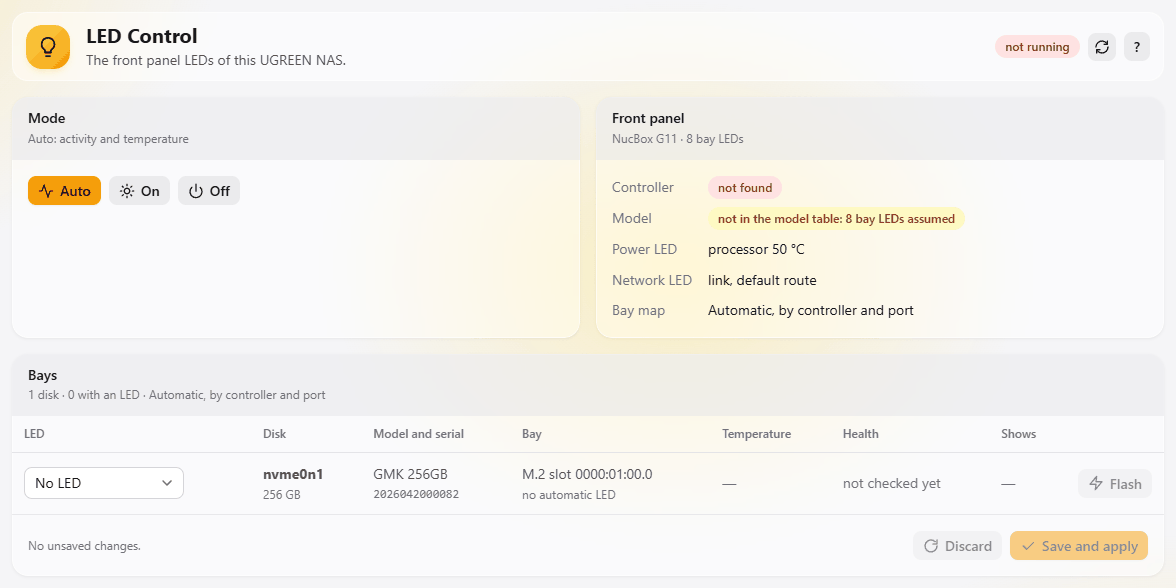 LED Control
The front panel LEDs of this UGREEN NAS.
not running
?
Mode
Auto: activity and temperature
Auto
On
Off
Front panel
NucBox G11 · 8 bay LEDs
Controller not found
Model not in the model table: 8 bay LEDs assumed
Power LED processor 50 °C
Network LED link, default route
Bay map Automatic, by controller and port
Bays
1 disk · 0 with an LED · Automatic, by controller and port
LED Disk Model and serial Bay Temperature Health Shows
No LED nvme0n1 GMK 256GB M.2 slot 0000:01:00.0 — not checked yet — Flash
256 GB 2026042000082 no automatic LED
No unsaved changes.
Discard
Save and apply